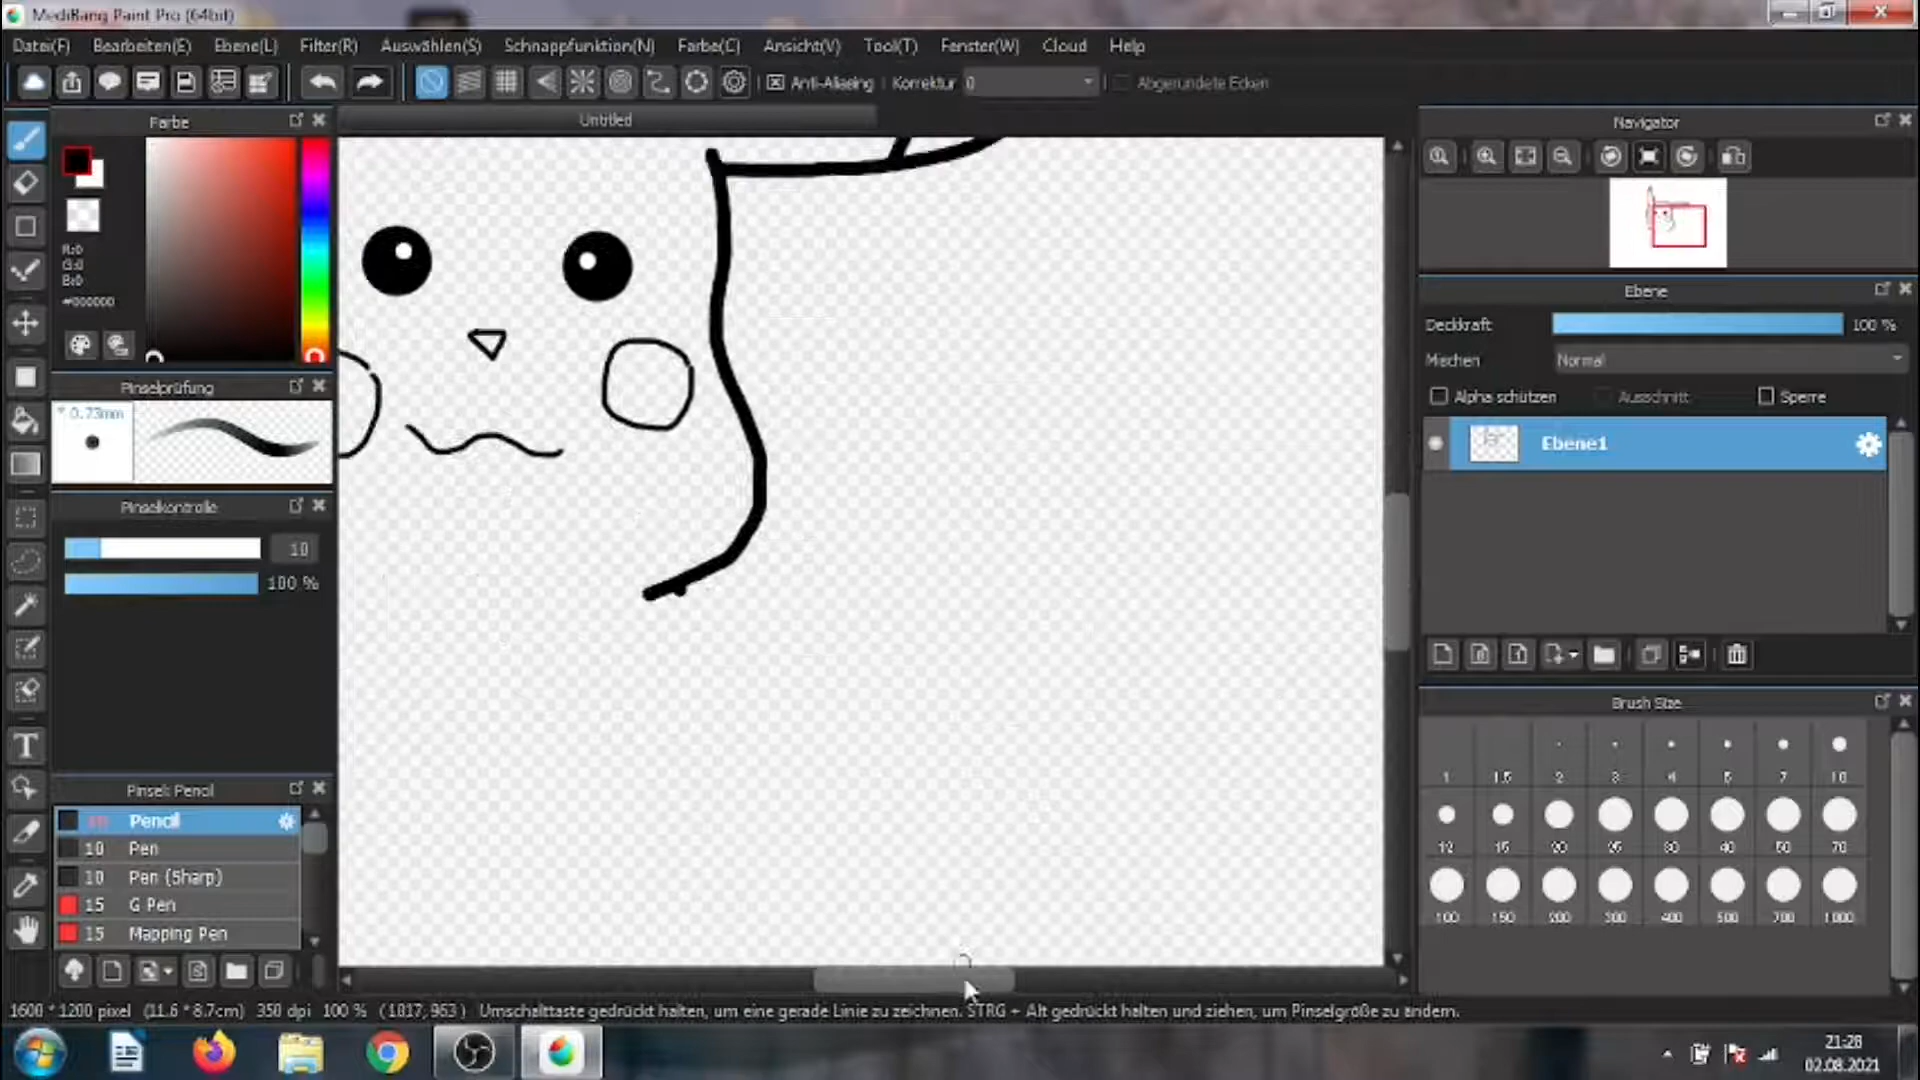 MediBang Paint Pro (64bit)
Datei(F) Bearbeiten(E) Ebene(L) Filter(R) Auswählen(S) Schnappfunktion(N) Farbe(C) Ansicht(V) Tool(T) Fenster(W) Cloud Help
Anti-Aliasing Korrektur 0 Abgerundete Ecken
Farbe
Untitled
Navigator
R:0
G:0
B:0
#000000
Ebene
Deckkraft 100 %
Mischen Normal
Alpha schützen Ausschnitt Sperre
Pinselprüfung
* 0.73mm
Ebene1
Pinselkontrolle
10
100 %
Brush Size
1 1.5 2 3 4 5 7 10
12 15 20 25 30 40 50 70
100 150 200 300 400 500 700 1000
Pinsel: Pencil
10 Pencil
10 Pen
10 Pen (Sharp)
15 G Pen
15 Mapping Pen
1600 * 1200 pixel (11.6 * 8.7cm) 350 dpi 100 % (1017, 963) Umschalttaste gedrückt halten, um eine gerade Linie zu zeichnen. STRG + Alt gedrückt halten und ziehen, um Pinselgröße zu ändern.
21:28
02.08.2021